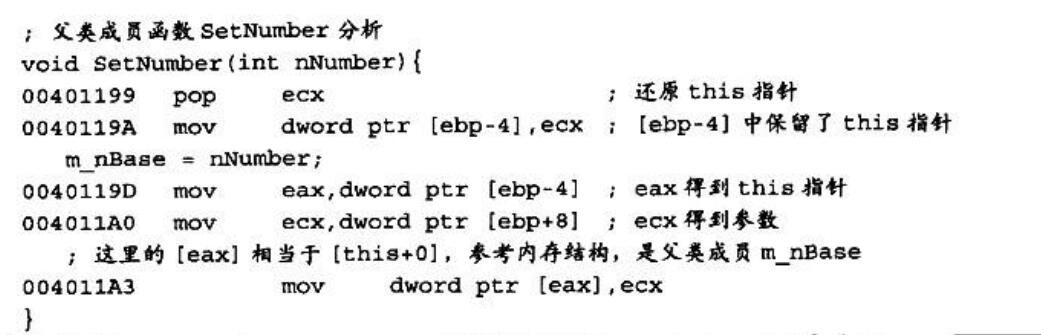 ; 父类成员函数 SetNumber 分析
void SetNumber(int nNumber){
00401199 pop ecx ; 还原 this 指针
0040119A mov dword ptr [ebp-4],ecx ; [ebp-4] 中保留了 this 指针
m_nBase = nNumber;
0040119D mov eax,dword ptr [ebp-4] ; eax 得到 this 指针
004011A0 mov ecx,dword ptr [ebp+8] ; ecx 得到参数
; 这里的 [eax] 相当于 [this+0], 参考内存结构, 是父类成员 m_nBase
004011A3 mov dword ptr [eax],ecx
}